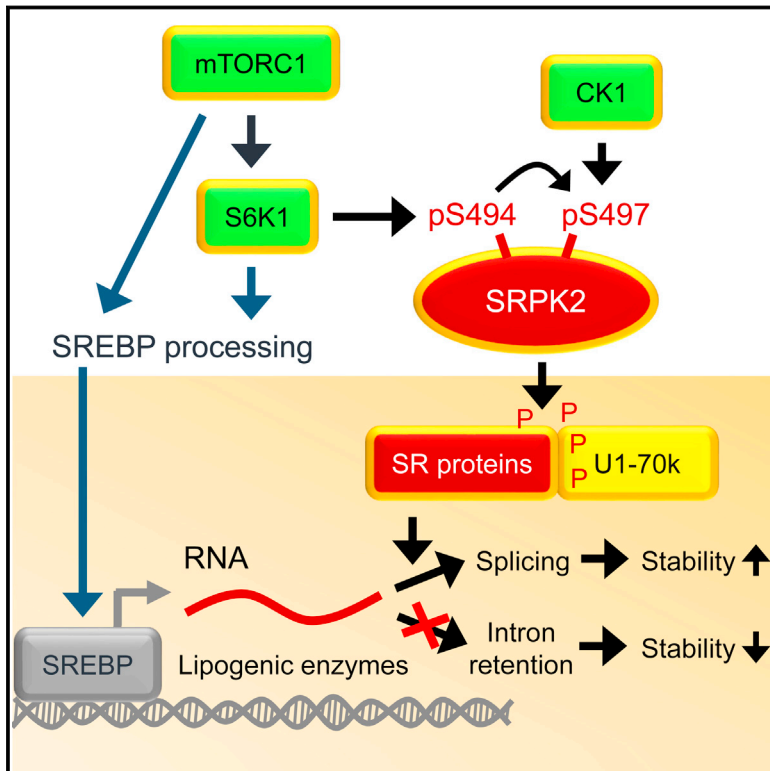 mTORC1
CK1
S6K1
pS494
pS497
SRPK2
SREBP processing
P
P
P
P
SR proteins
U1-70k
RNA
Splicing
Stability
Intron
retention
Stability
SREBP
Lipogenic enzymes